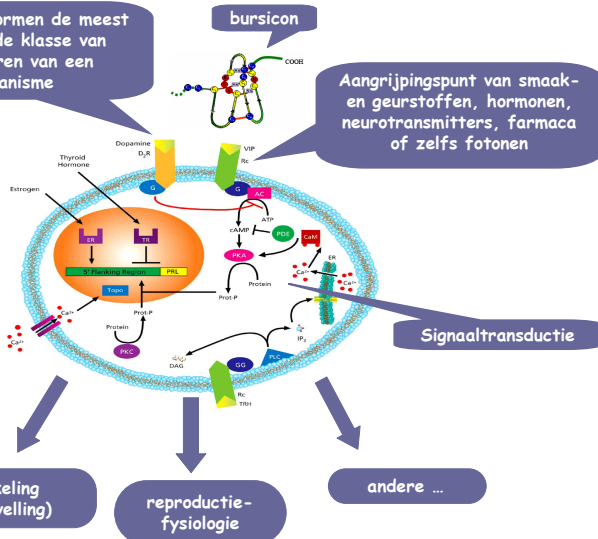 ormen de meest
de klasse van
ren van een
anisme
bursicon
COOH
Aangrijpingspunt van smaak-
en geurstoffen, hormonen,
neurotransmitters, farmaca
of zelfs fotonen
Dopamine
D₂R
VIP
Rc
Thyroid
Hormone
Estrogen
G
G
AC
ATP
cAMP
PDE
CaM
ER
TR
PKA
ER
Ca²⁺
Ca²⁺
5' Flanking Region
PRL
Topo
Protein
Prot-P
Prot-P
Ca²⁺
Ca²⁺
Protein
PKC
IP₃
DAG
GG
PLC
Rc
TRH
Signaaltransductie
keling
velling)
reproductie-
fysiologie
andere …